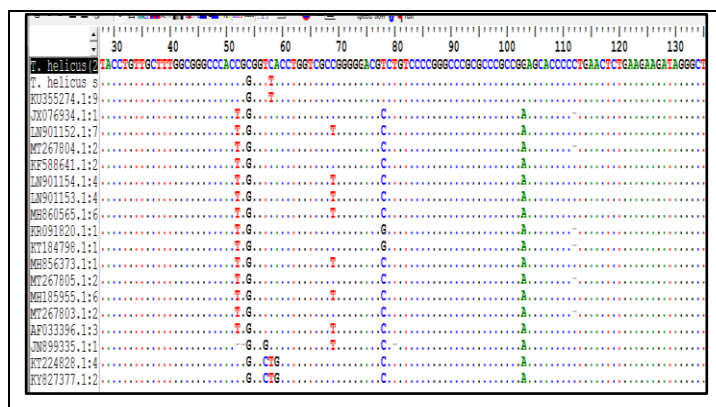 30 40 50 60 70 80 90 100 110 120 130
T. helicus(2 TACCTGTTGCTTTGGCGGGCCCACCGCGGTCACCTGGTCGCCGGGGACGTCTGTCCCCGGGCCCGCGCCCGCCGGAGCACCCCCTGAACTCTGAAGAAGATAGGGCT
T. helicus s G T
KU355274.1:9 G T
JX076934.1:1 T.G C A -
LN901152.1:7 T.G T C A
MT267804.1:2 T.G C A -
KF588641.1:2 T.G C A
LN901154.1:4 T.G T C A
LN901153.1:4 T.G T C A
MH860565.1:6 T.G T C A
KR091820.1:1 T.G G A -
KT184798.1:1 T.G G A -
MH856373.1:1 T.G T C A
MT267805.1:2 T.G C A -
MH185955.1:6 T.G T C A
MT267803.1:2 T.G C A -
AF033396.1:3 T.G T C A
JN899335.1:1 --G..G T C.- A
KT224828.1:4 G..CTG C A
KY827377.1:2 G..CTG C A